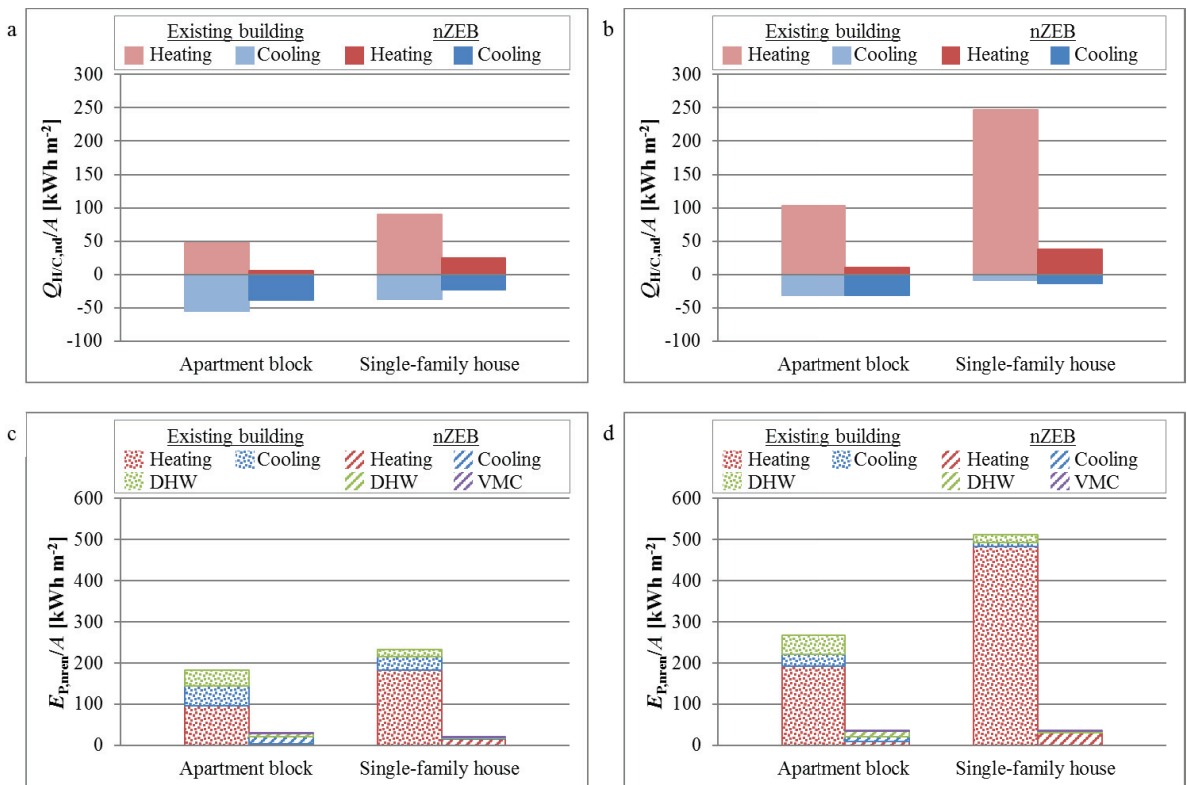 a
Existing building nZEB
Heating Cooling Heating Cooling
Q_H/C,nd/A [kWh m⁻²]
300
250
200
150
100
50
0
-50
-100
Apartment block Single-family house
b
Existing building nZEB
Heating Cooling Heating Cooling
Q_H/C,nd/A [kWh m⁻²]
300
250
200
150
100
50
0
-50
-100
Apartment block Single-family house
c
Existing building nZEB
Heating Cooling Heating Cooling
DHW DHW VMC
E_P,nren/A [kWh m⁻²]
600
500
400
300
200
100
0
Apartment block Single-family house
d
Existing building nZEB
Heating Cooling Heating Cooling
DHW DHW VMC
E_P,nren/A [kWh m⁻²]
600
500
400
300
200
100
0
Apartment block Single-family house